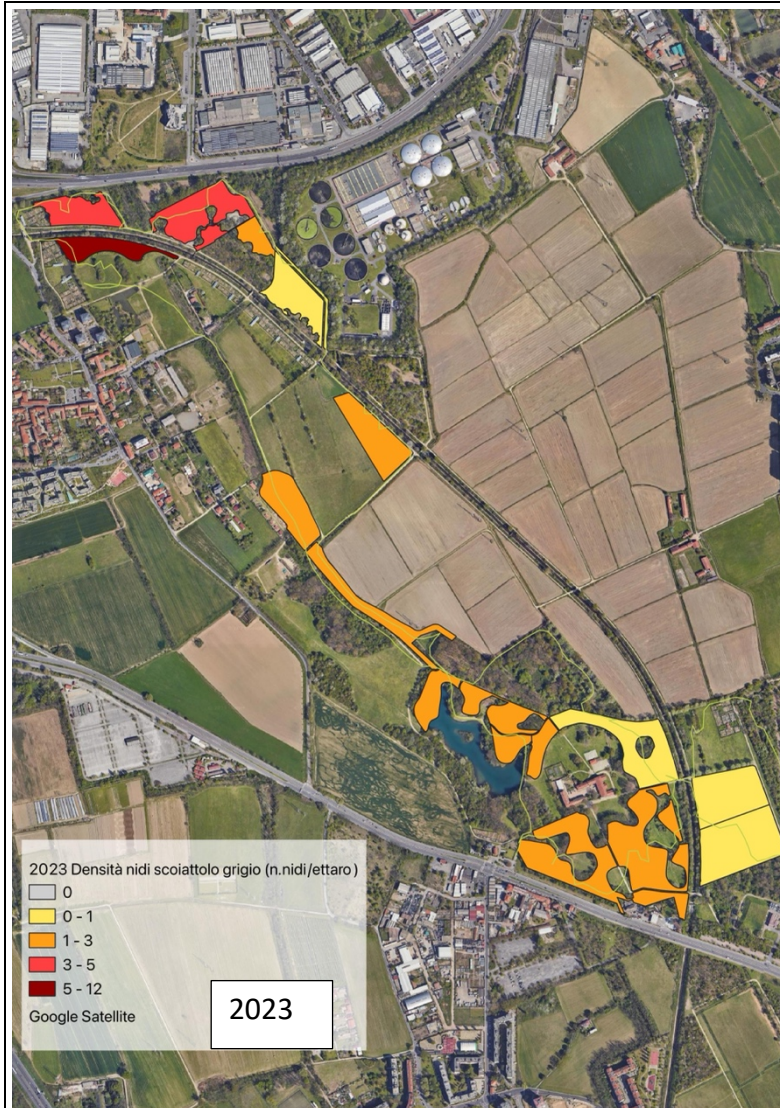 2023 Densità nidi scoiattolo grigio (n.nidi/ettaro)
0
0 - 1
1 - 3
3 - 5
5 - 12
Google Satellite
2023